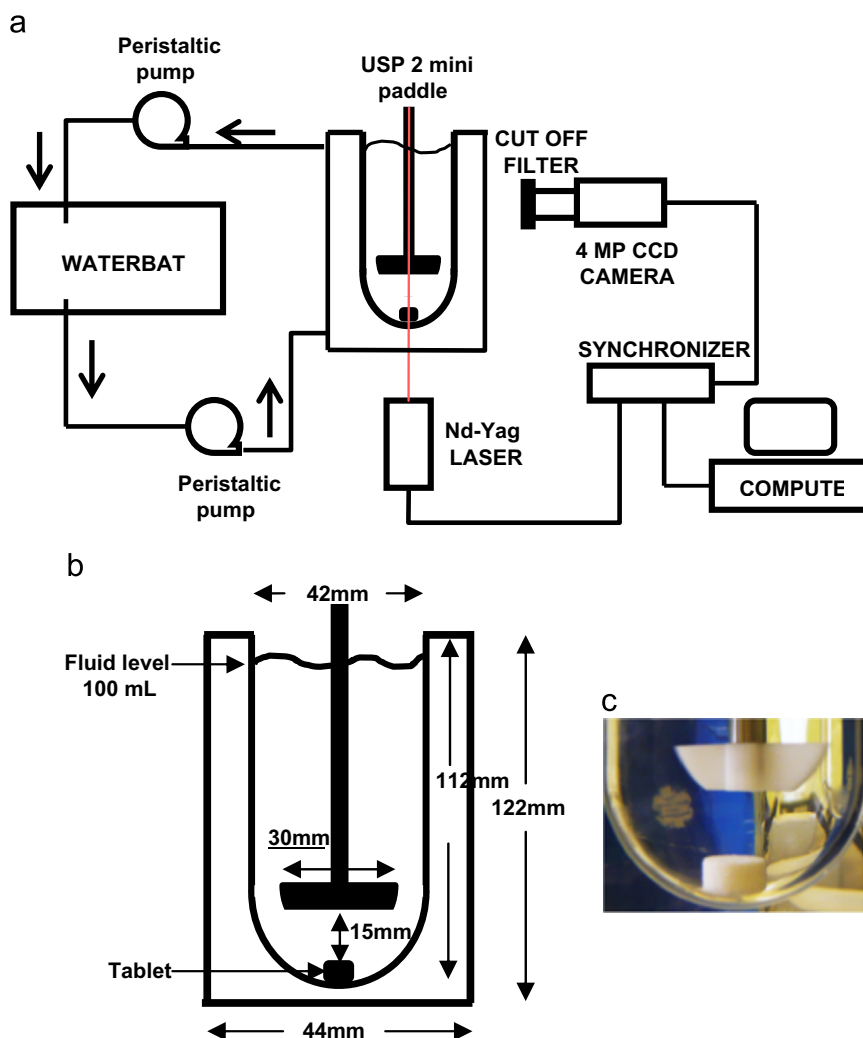 a
Peristaltic
pump
USP 2 mini
paddle
CUT OFF
FILTER
4 MP CCD
CAMERA
WATERBAT
SYNCHRONIZER
Nd-Yag
LASER
COMPUTE
Peristaltic
pump
b
42mm
Fluid level
100 mL
112mm
122mm
30mm
15mm
Tablet
44mm
c